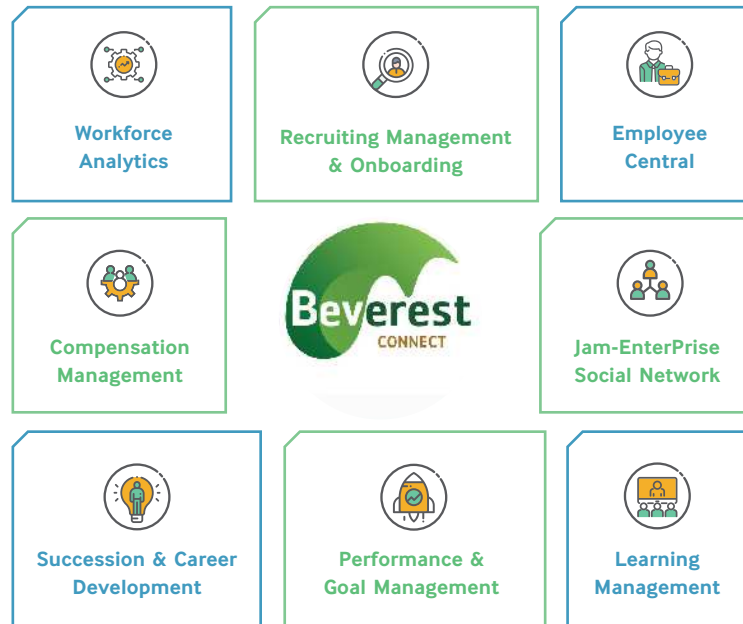 Workforce
Analytics
Recruiting Management
& Onboarding
Employee
Central
Compensation
Management
Beverest
CONNECT
Jam-EnterPrise
Social Network
Succession & Career
Development
Performance &
Goal Management
Learning
Management